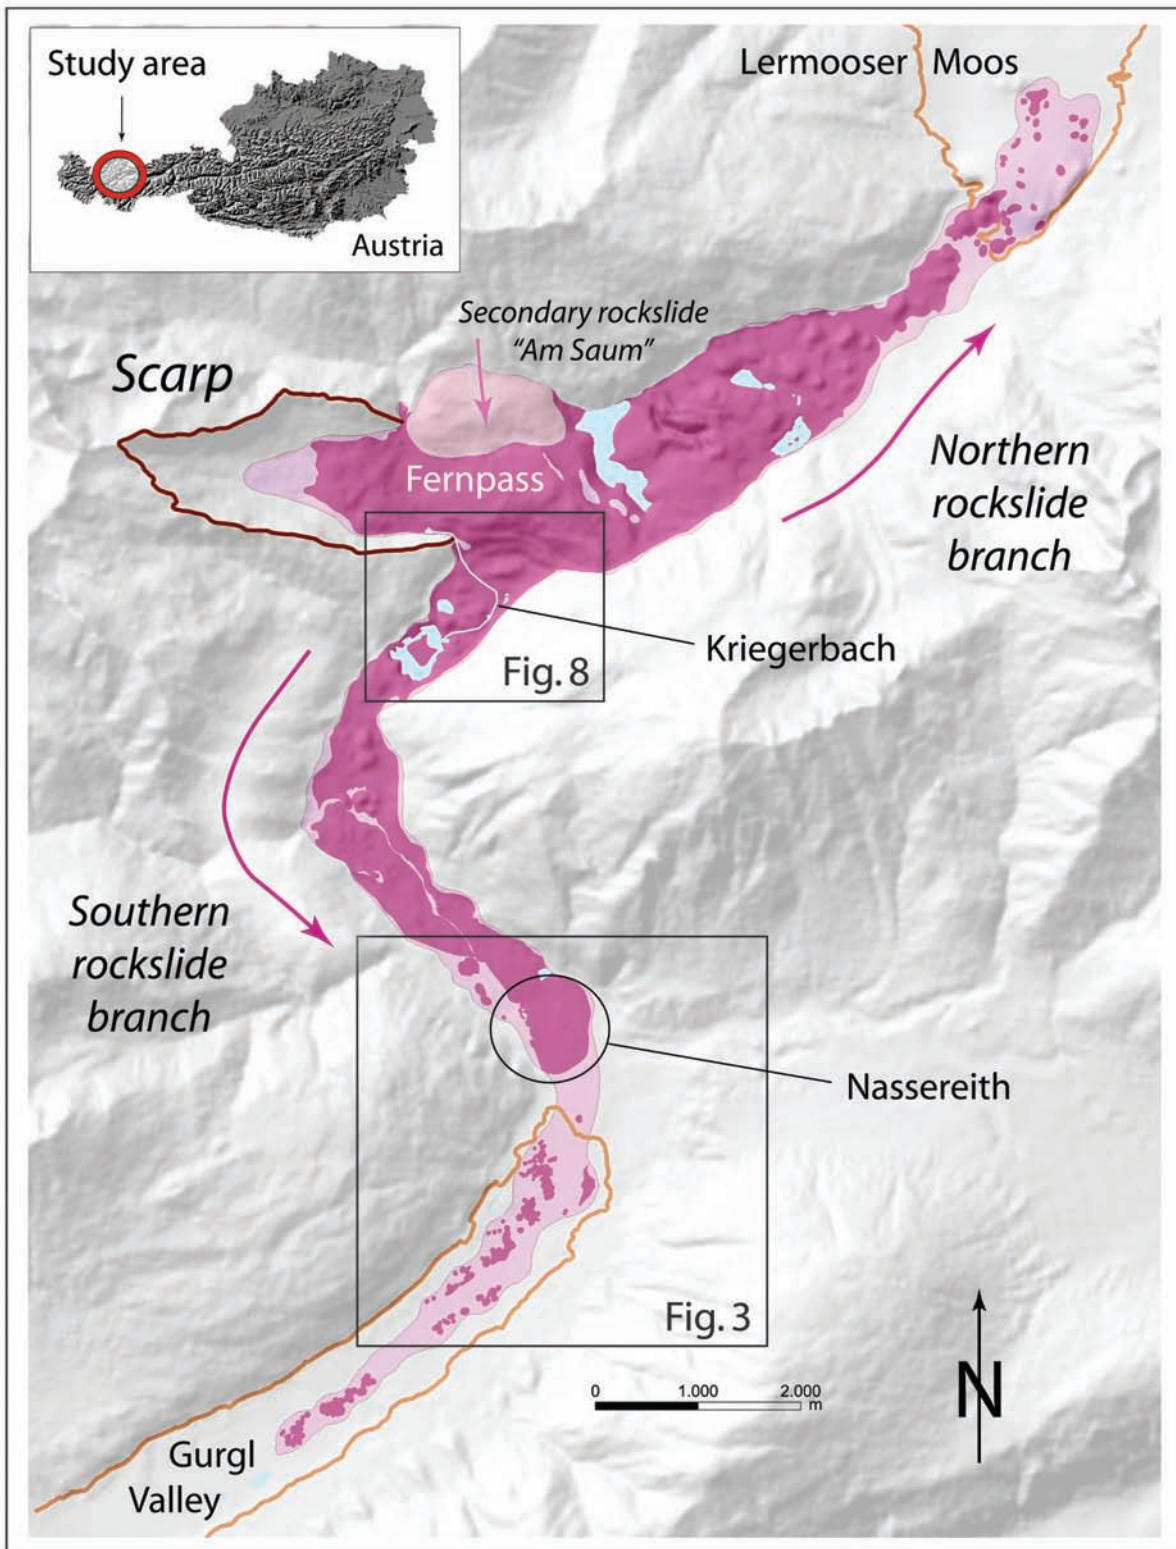 Study area
Austria
Lermooser Moos
Secondary rockslide
“Am Saum”
Scarp
Fernpass
Northern
rockslide
branch
Kriegerbach
Fig. 8
Southern
rockslide
branch
Nassereith
Fig. 3
0 1.000 2.000
m
N
Gurgl
Valley